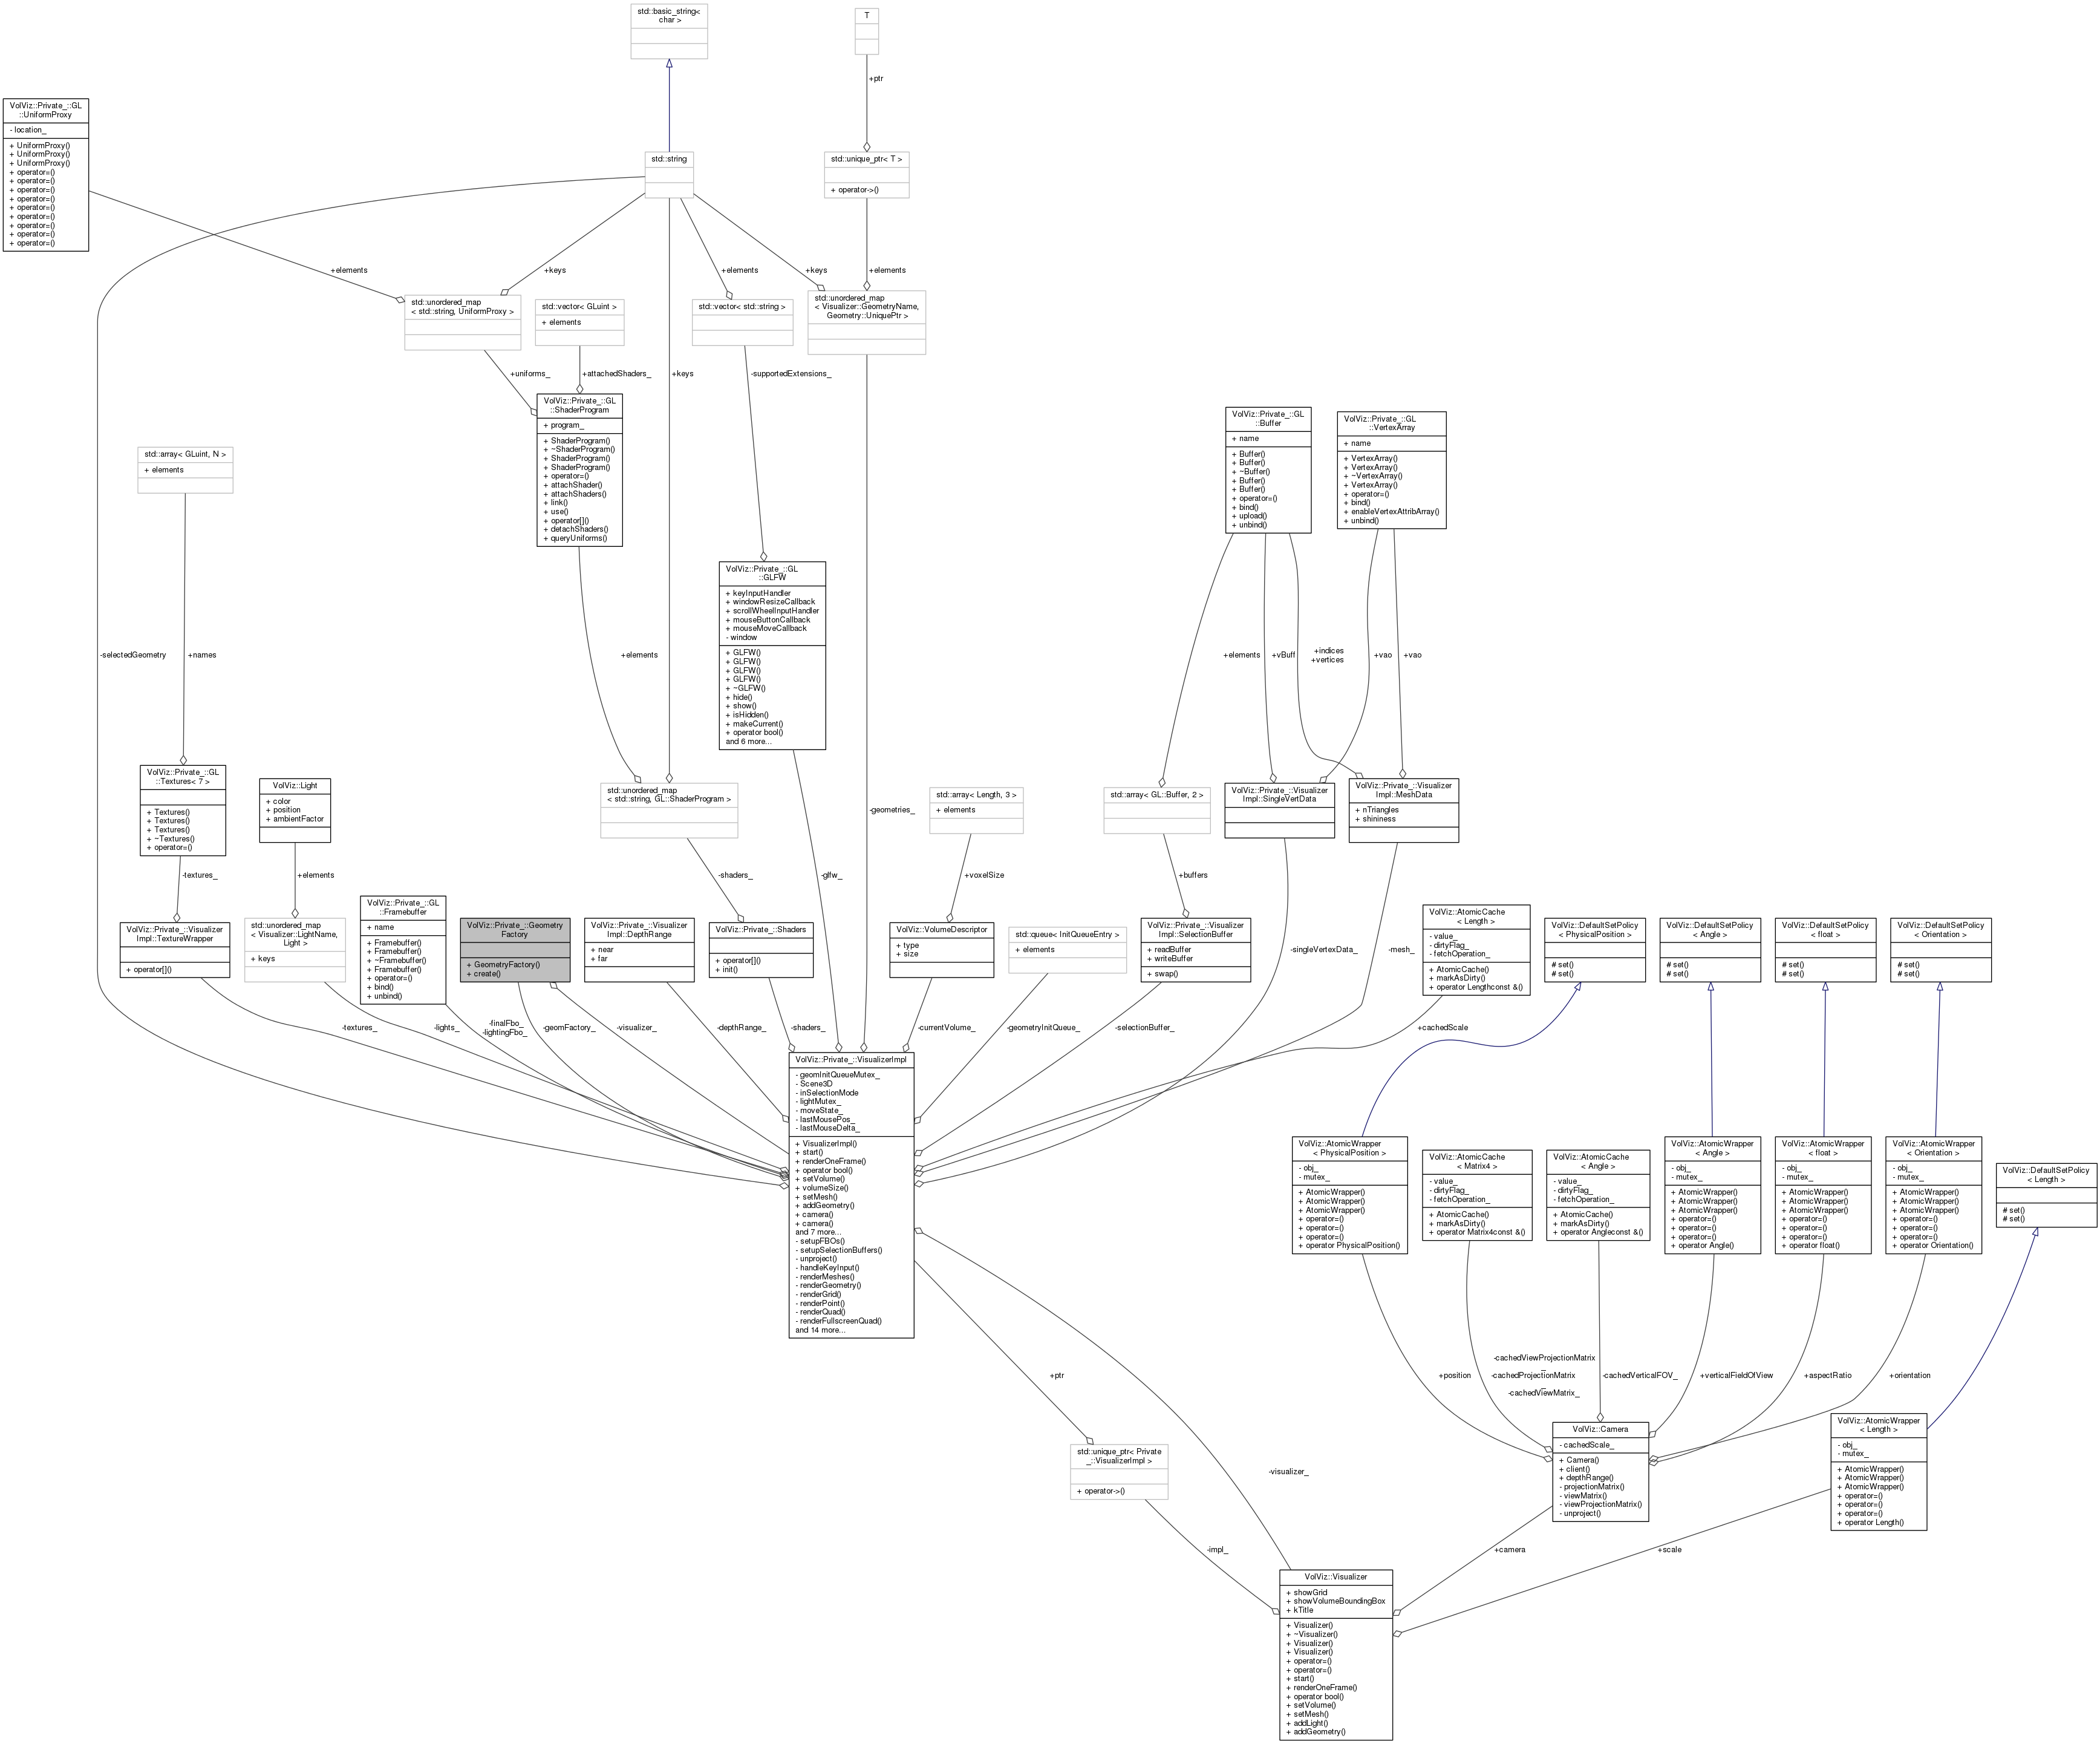 std::basic_string<
char >
T
+ptr
VolViz::Private_::GL
::UniformProxy
- location_
+ UniformProxy()
+ UniformProxy()
+ UniformProxy()
+ operator=()
+ operator=()
+ operator=()
+ operator=()
+ operator=()
+ operator=()
+ operator=()
+ operator=()
+ operator=()
std::string
std::unique_ptr< T >
+ operator->()
+elements
+keys
+elements
+keys
+elements
std::unordered_map
< std::string, UniformProxy >
std::vector< GLuint >
+ elements
std::vector< std::string >
std::unordered_map
< Visualizer::GeometryName,
Geometry::UniquePtr >
+uniforms_
+attachedShaders_
+keys
-supportedExtensions_
VolViz::Private_::GL
::ShaderProgram
+ program_
+ ShaderProgram()
+ ~ShaderProgram()
+ ShaderProgram()
+ ShaderProgram()
+ operator=()
+ attachShader()
+ attachShaders()
+ link()
+ use()
+ operator[]()
+ detachShaders()
+ queryUniforms()
VolViz::Private_::GL
::Buffer
+ name
+ Buffer()
+ Buffer()
+ ~Buffer()
+ Buffer()
+ Buffer()
+ operator=()
+ bind()
+ upload()
+ unbind()
VolViz::Private_::GL
::VertexArray
+ name
+ VertexArray()
+ VertexArray()
+ ~VertexArray()
+ VertexArray()
+ operator=()
+ bind()
+ enableVertexAttribArray()
+ unbind()
std::array< GLuint, N >
+ elements
VolViz::Private_::GL
::GLFW
+ keyInputHandler
+ windowResizeCallback
+ scrollWheelInputHandler
+ mouseButtonCallback
+ mouseMoveCallback
- window
+ GLFW()
+ GLFW()
+ GLFW()
+ GLFW()
+ ~GLFW()
+ hide()
+ show()
+ isHidden()
+ makeCurrent()
+ operator bool()
and 6 more...
-selectedGeometry
+names
+elements
+elements
+vBuff
+indices
+vertices
+vao
+vao
VolViz::Private_::GL
::Textures< 7 >
+ Textures()
+ Textures()
+ Textures()
+ ~Textures()
+ operator=()
VolViz::Light
+ color
+ position
+ ambientFactor
std::unordered_map
< std::string, GL::ShaderProgram >
-geometries_
std::array< Length, 3 >
+ elements
std::array< GL::Buffer, 2 >
VolViz::Private_::Visualizer
Impl::SingleVertData
VolViz::Private_::Visualizer
Impl::MeshData
+ nTriangles
+ shininess
-textures_
+elements
-shaders_
-glfw_
+voxelSize
+buffers
VolViz::Private_::Visualizer
Impl::TextureWrapper
+ operator[]()
std::unordered_map
< Visualizer::LightName,
Light >
+ keys
VolViz::Private_::GL
::Framebuffer
+ name
+ Framebuffer()
+ Framebuffer()
+ ~Framebuffer()
+ Framebuffer()
+ operator=()
+ bind()
+ unbind()
VolViz::Private_::Geometry
Factory
+ GeometryFactory()
+ create()
VolViz::Private_::Visualizer
Impl::DepthRange
+ near
+ far
VolViz::Private_::Shaders
+ operator[]()
+ init()
VolViz::VolumeDescriptor
+ type
+ size
std::queue< InitQueueEntry >
+ elements
VolViz::Private_::Visualizer
Impl::SelectionBuffer
+ readBuffer
+ writeBuffer
+ swap()
-singleVertexData_
-mesh_
VolViz::AtomicCache
< Length >
- value_
- dirtyFlag_
- fetchOperation_
+ AtomicCache()
+ markAsDirty()
+ operator Lengthconst &()
VolViz::DefaultSetPolicy
< PhysicalPosition >
# set()
# set()
VolViz::DefaultSetPolicy
< Angle >
# set()
# set()
VolViz::DefaultSetPolicy
< float >
# set()
# set()
VolViz::DefaultSetPolicy
< Orientation >
# set()
# set()
-textures_
-lights_
-finalFbo_
-lightingFbo_
-geomFactory_
-visualizer_
-depthRange_
-shaders_
-currentVolume_
-geometryInitQueue_
-selectionBuffer_
+cachedScale
VolViz::Private_::VisualizerImpl
- geomInitQueueMutex_
- Scene3D
- inSelectionMode
- lightMutex_
- moveState_
- lastMousePos_
- lastMouseDelta_
+ VisualizerImpl()
+ start()
+ renderOneFrame()
+ operator bool()
+ setVolume()
+ volumeSize()
+ setMesh()
+ addGeometry()
+ camera()
+ camera()
and 7 more...
- setupFBOs()
- setupSelectionBuffers()
- unproject()
- handleKeyInput()
- renderMeshes()
- renderGeometry()
- renderGrid()
- renderPoint()
- renderQuad()
- renderFullscreenQuad()
and 14 more...
VolViz::AtomicWrapper
< PhysicalPosition >
- obj_
- mutex_
+ AtomicWrapper()
+ AtomicWrapper()
+ AtomicWrapper()
+ operator=()
+ operator=()
+ operator=()
+ operator PhysicalPosition()
VolViz::AtomicCache
< Matrix4 >
- value_
- dirtyFlag_
- fetchOperation_
+ AtomicCache()
+ markAsDirty()
+ operator Matrix4const &()
VolViz::AtomicCache
< Angle >
- value_
- dirtyFlag_
- fetchOperation_
+ AtomicCache()
+ markAsDirty()
+ operator Angleconst &()
VolViz::AtomicWrapper
< Angle >
- obj_
- mutex_
+ AtomicWrapper()
+ AtomicWrapper()
+ AtomicWrapper()
+ operator=()
+ operator=()
+ operator=()
+ operator Angle()
VolViz::AtomicWrapper
< float >
- obj_
- mutex_
+ AtomicWrapper()
+ AtomicWrapper()
+ AtomicWrapper()
+ operator=()
+ operator=()
+ operator=()
+ operator float()
VolViz::AtomicWrapper
< Orientation >
- obj_
- mutex_
+ AtomicWrapper()
+ AtomicWrapper()
+ AtomicWrapper()
+ operator=()
+ operator=()
+ operator=()
+ operator Orientation()
VolViz::DefaultSetPolicy
< Length >
# set()
# set()
+ptr
+position
-cachedViewProjectionMatrix
_
-cachedProjectionMatrix
_
-cachedViewMatrix_
-cachedVerticalFOV_
+verticalFieldOfView
+aspectRatio
+orientation
std::unique_ptr< Private
_::VisualizerImpl >
+ operator->()
-visualizer_
VolViz::Camera
- cachedScale_
+ Camera()
+ client()
+ depthRange()
- projectionMatrix()
- viewMatrix()
- viewProjectionMatrix()
- unproject()
VolViz::AtomicWrapper
< Length >
- obj_
- mutex_
+ AtomicWrapper()
+ AtomicWrapper()
+ AtomicWrapper()
+ operator=()
+ operator=()
+ operator=()
+ operator Length()
-impl_
+camera
+scale
VolViz::Visualizer
+ showGrid
+ showVolumeBoundingBox
+ kTitle
+ Visualizer()
+ ~Visualizer()
+ Visualizer()
+ Visualizer()
+ operator=()
+ operator=()
+ start()
+ renderOneFrame()
+ operator bool()
+ setVolume()
+ setMesh()
+ addLight()
+ addGeometry()